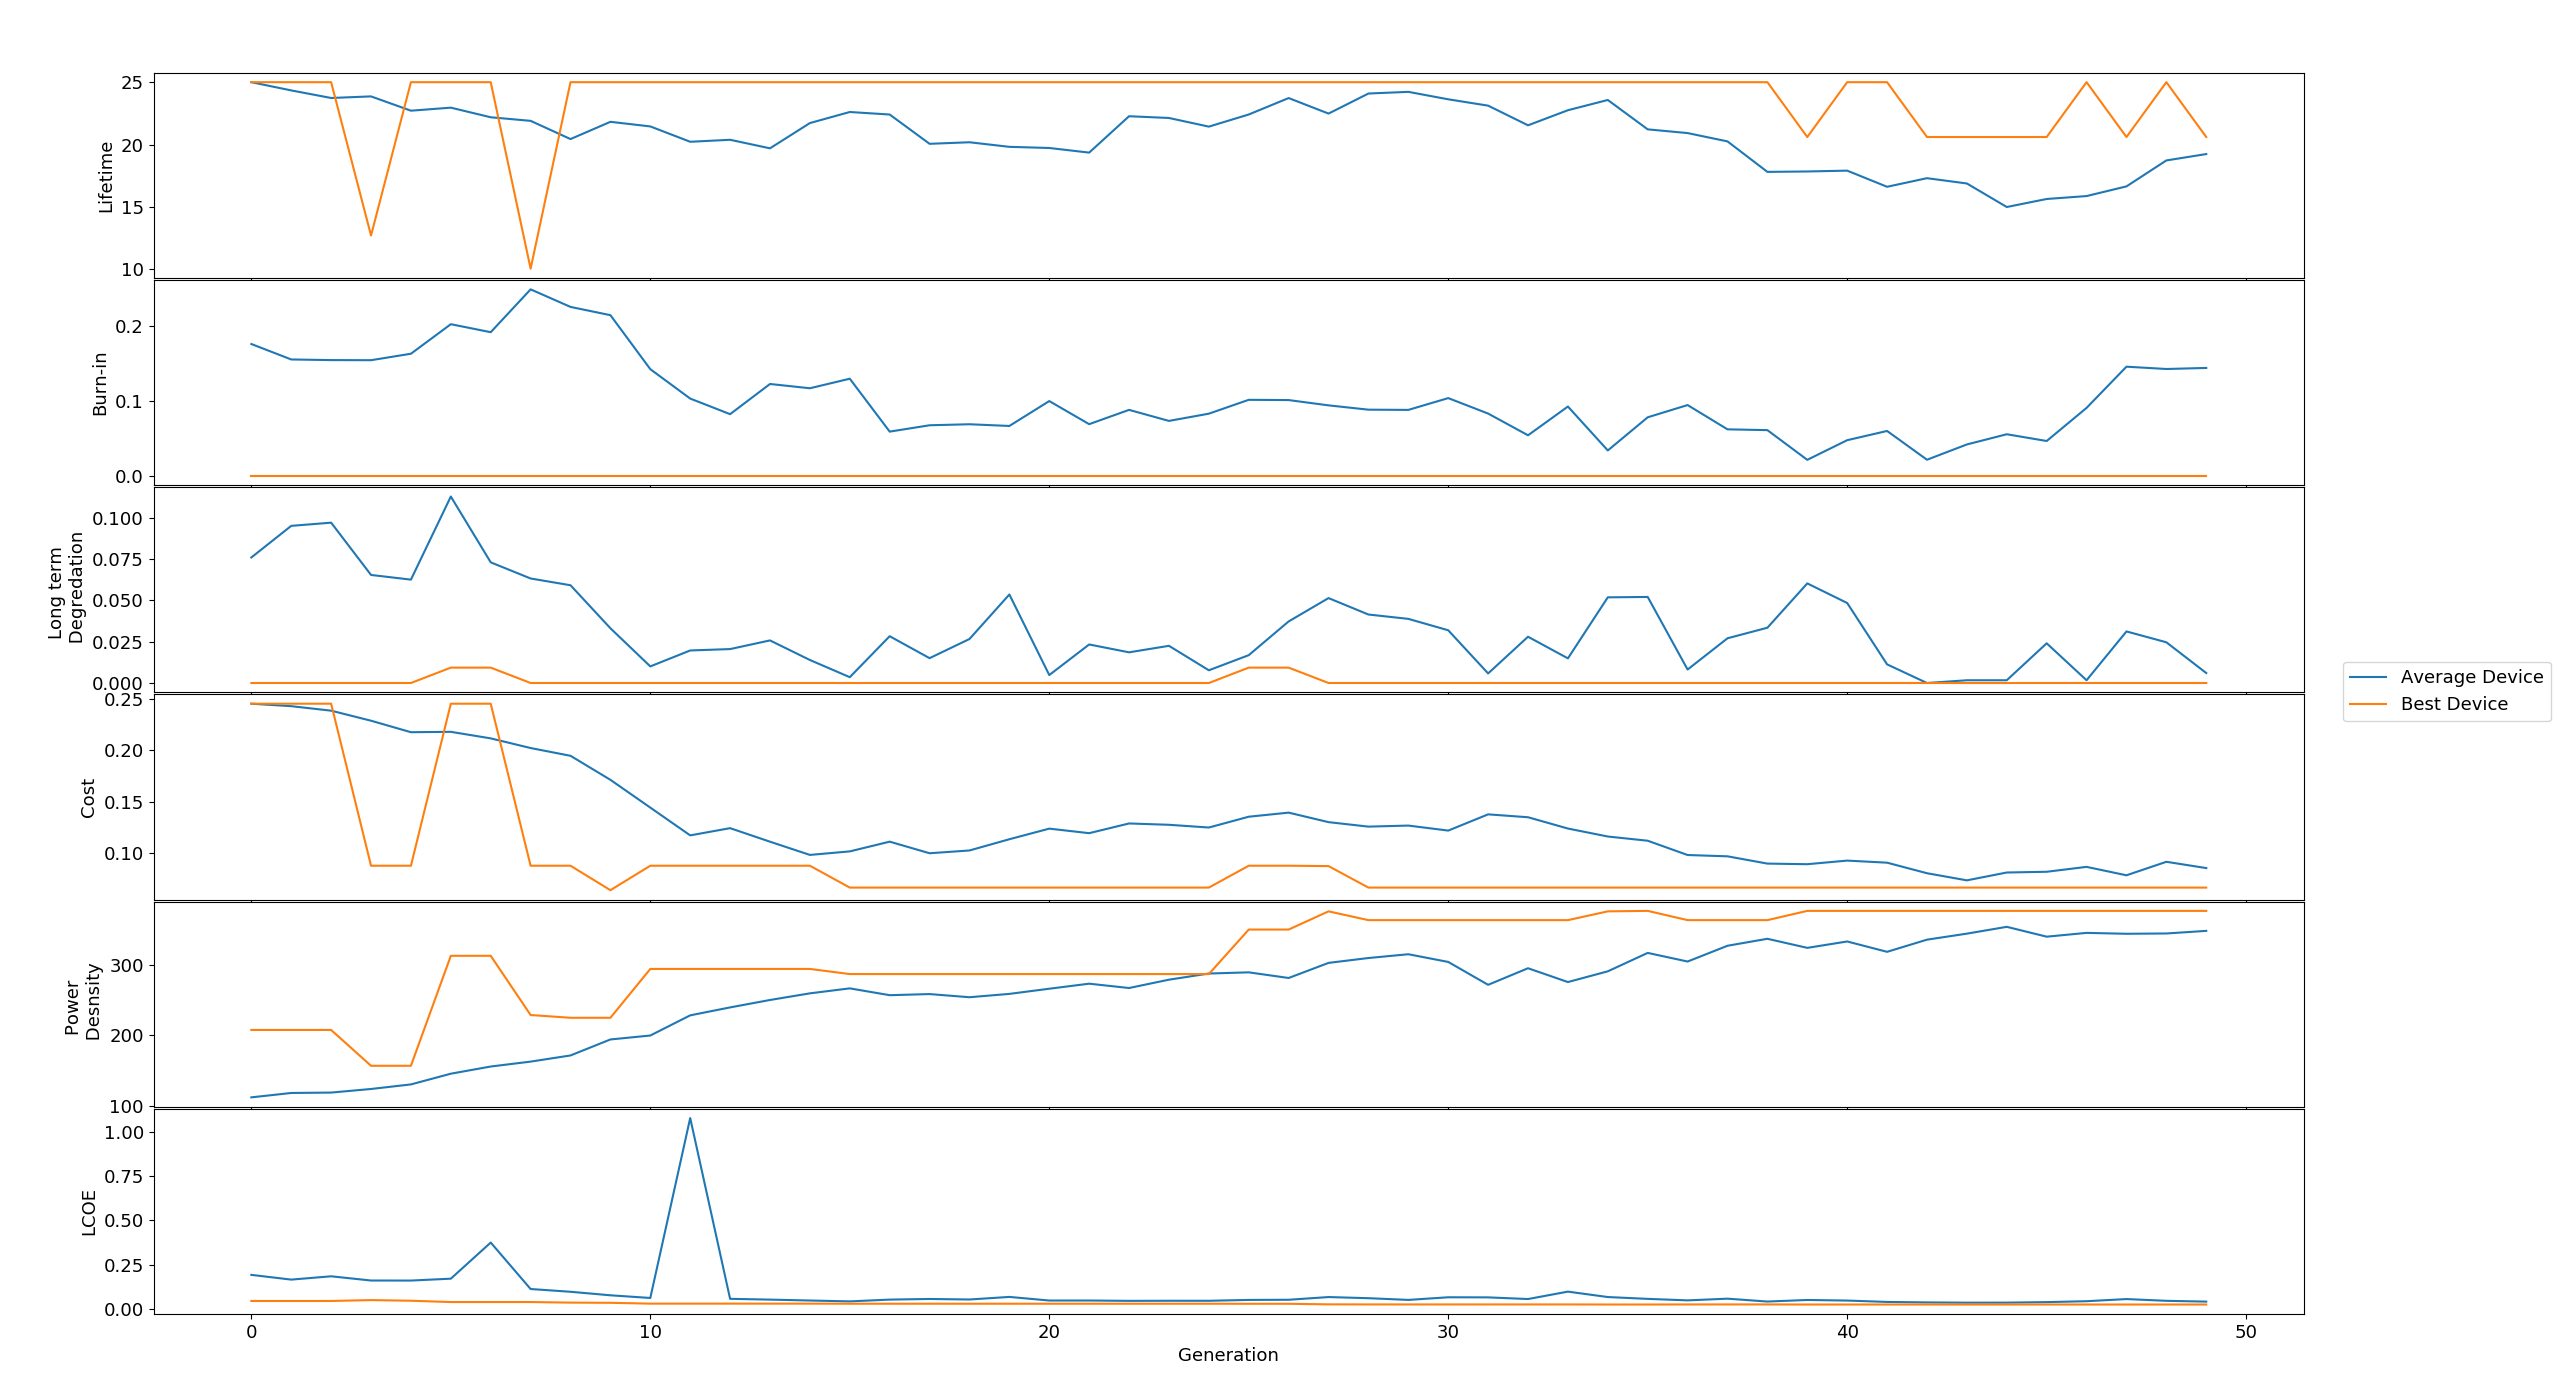 25
20
15
10
Lifetime
0.2
0.1
0.0
Burn-in
0.100
0.075
0.050
0.025
0.000
Long term
Degredation
0.25
0.20
0.15
0.10
Cost
300
200
100
Power
Desnsity
1.00
0.75
0.50
0.25
0.00
LCOE
0 10 20 30 40 50
Generation
Average Device
Best Device